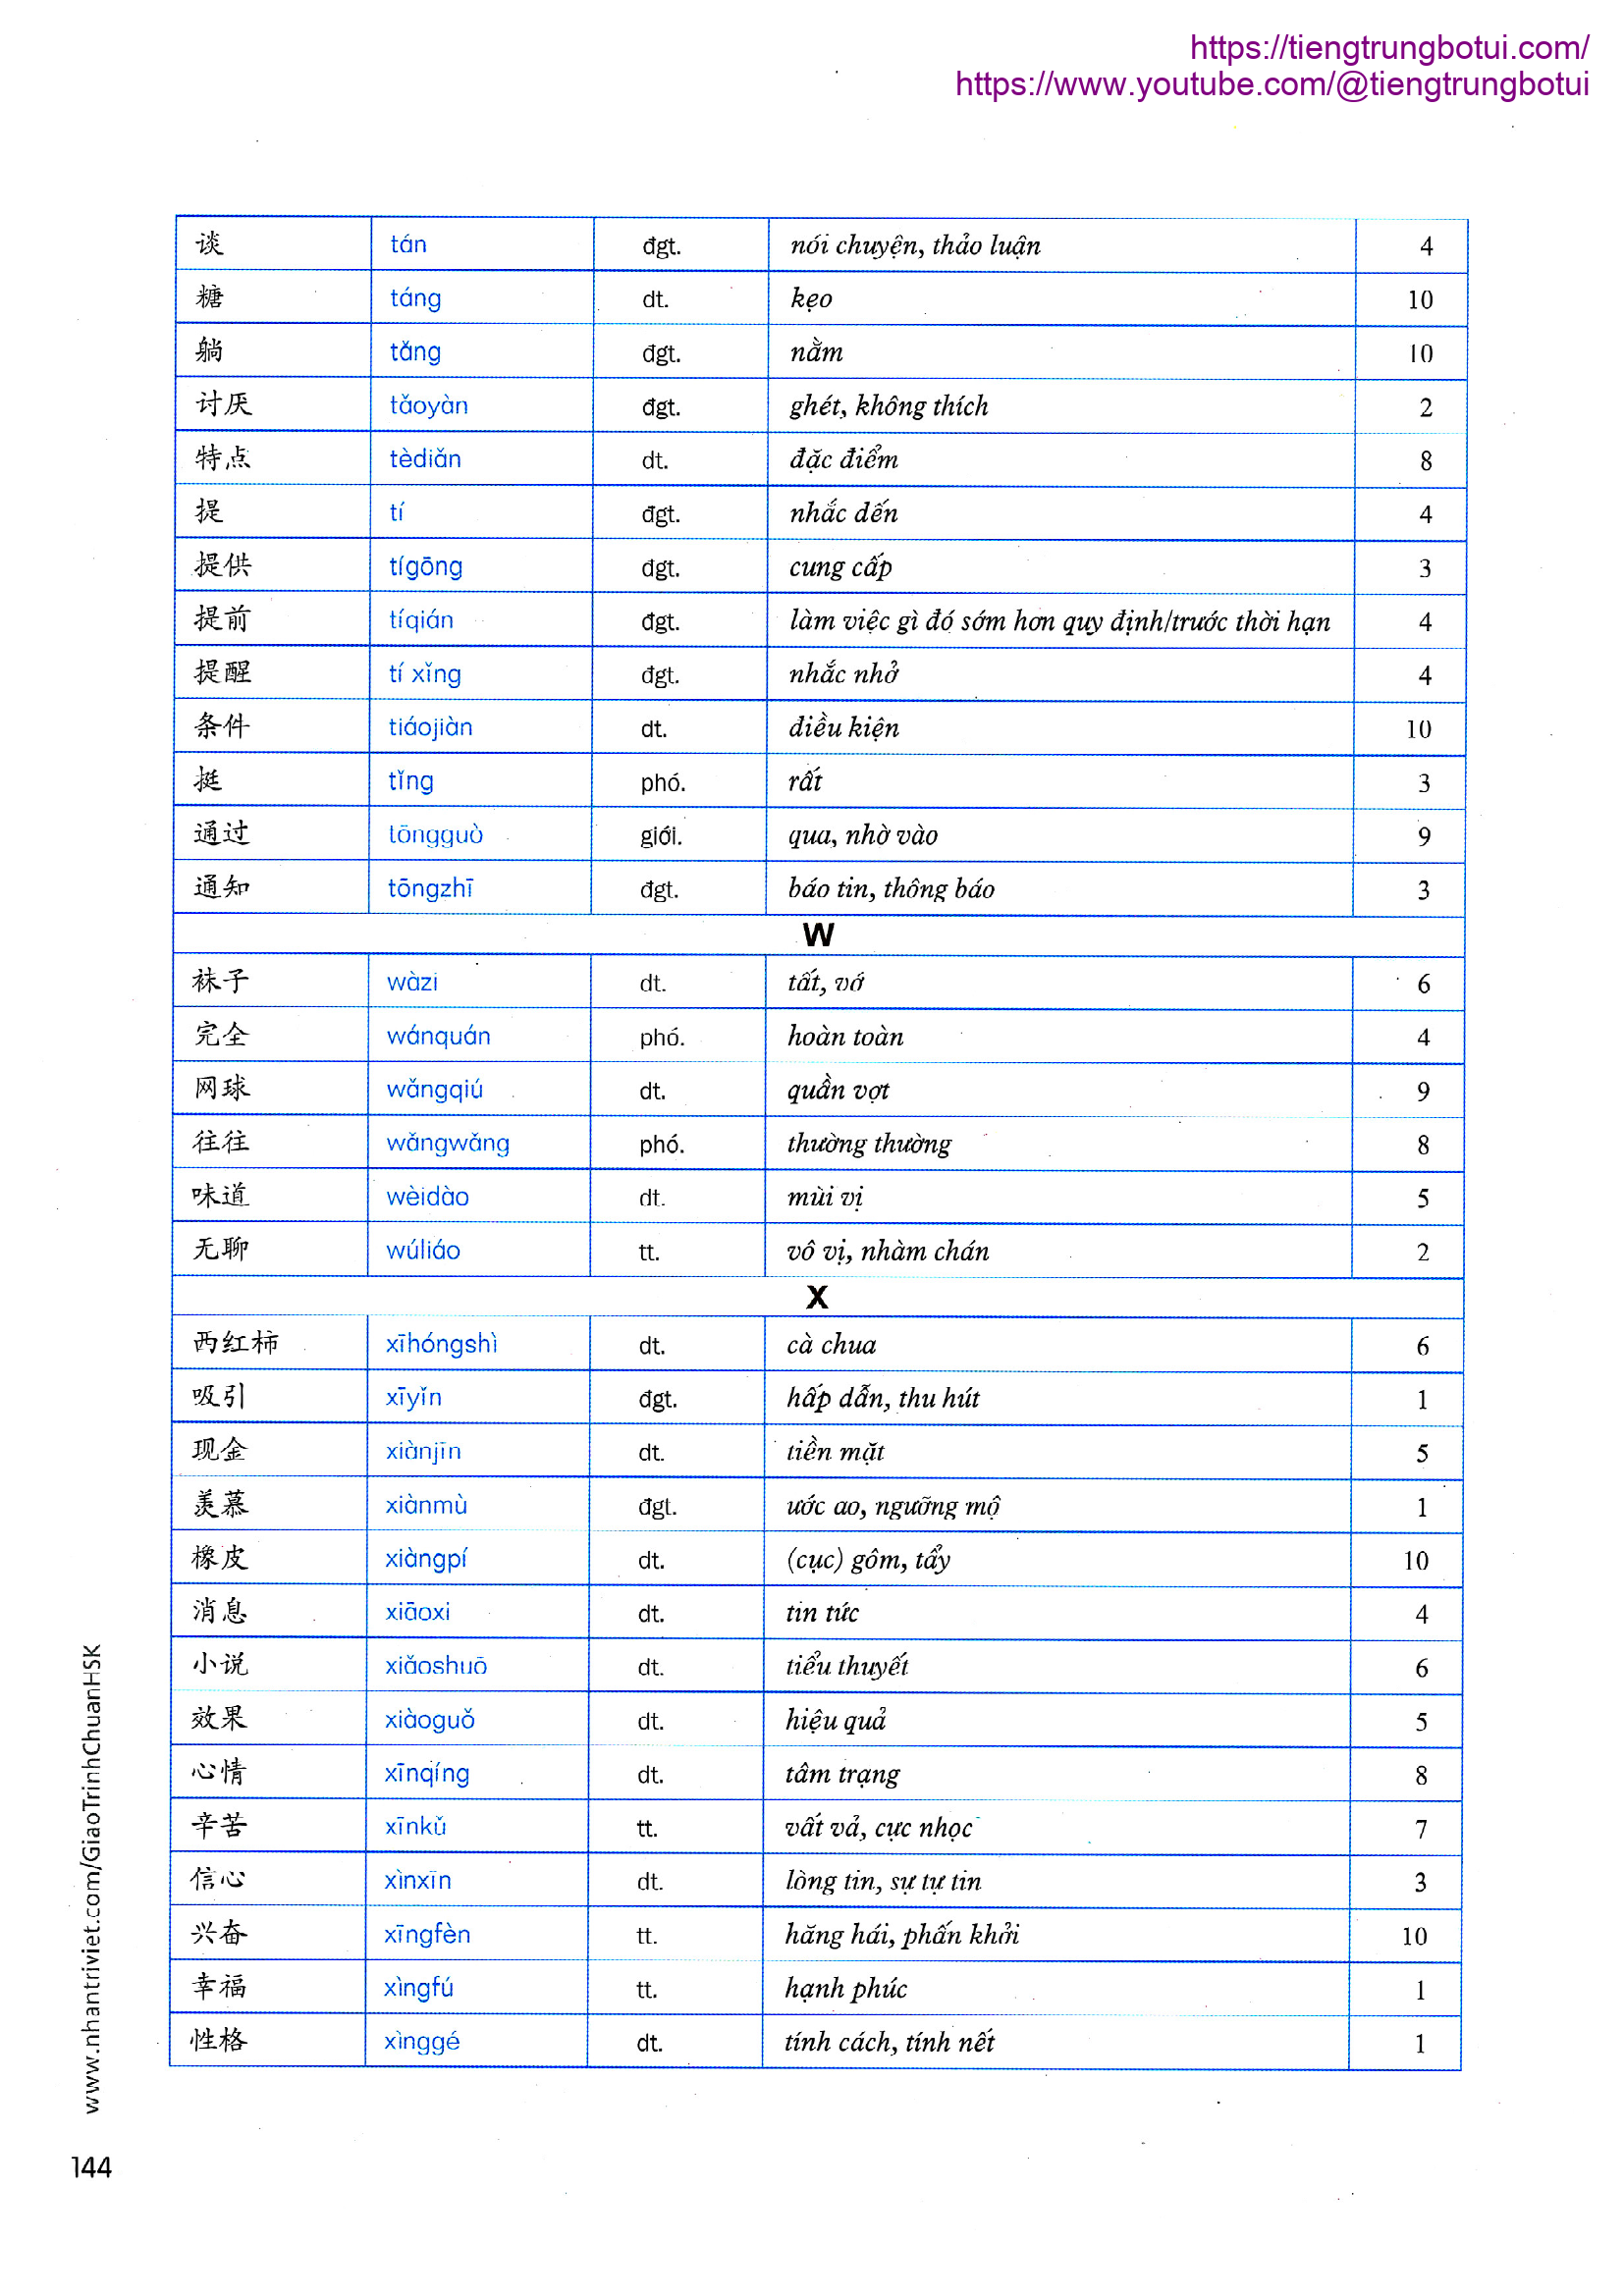 https://tiengtrungbotui.com/
https://www.youtube.com/@tiengtrungbotui
谈 tán đgt. nói chuyện, thảo luận 4
糖 táng dt. kẹo 10
躺 tǎng đgt. nằm 10
讨厌 tǎoyàn đgt. ghét, không thích 2
特点 tèdiǎn dt. đặc điểm 8
提 tí đgt. nhắc đến 4
提供 tígōng đgt. cung cấp 3
提前 tíqián đgt. làm việc gì đó sớm hơn quy định/trước thời hạn 4
提醒 tí xǐng đgt. nhắc nhở 4
条件 tiáojiàn dt. điều kiện 10
挺 tǐng phó. rất 3
通过 tōngguò giới. qua, nhờ vào 9
通知 tōngzhī đgt. báo tin, thông báo 3
W
袜子 wàzi dt. tất, vớ 6
完全 wánquán phó. hoàn toàn 4
网球 wǎngqiú dt. quần vợt 9
往往 wǎngwǎng phó. thường thường 8
味道 wèidào dt. mùi vị 5
无聊 wúliáo tt. vô vị, nhàm chán 2
X
西红柿 xīhóngshì dt. cà chua 6
吸引 xīyǐn đgt. hấp dẫn, thu hút 1
现金 xiànjīn dt. tiền mặt 5
羡慕 xiànmù đgt. ước ao, ngưỡng mộ 1
橡皮 xiàngpí dt. (cục) gôm, tẩy 10
消息 xiāoxi dt. tin tức 4
小说 xiǎoshuō dt. tiểu thuyết 6
效果 xiàoguǒ dt. hiệu quả 5
心情 xīnqíng dt. tâm trạng 8
辛苦 xīnkǔ tt. vất vả, cực nhọc 7
信心 xìnxīn dt. lòng tin, sự tự tin 3
兴奋 xīngfèn tt. hăng hái, phấn khởi 10
幸福 xìngfú tt. hạnh phúc 1
性格 xìnggé dt. tính cách, tính nết 1
www.nhantriviet.com/GiaoTrinhChuanHSK
144